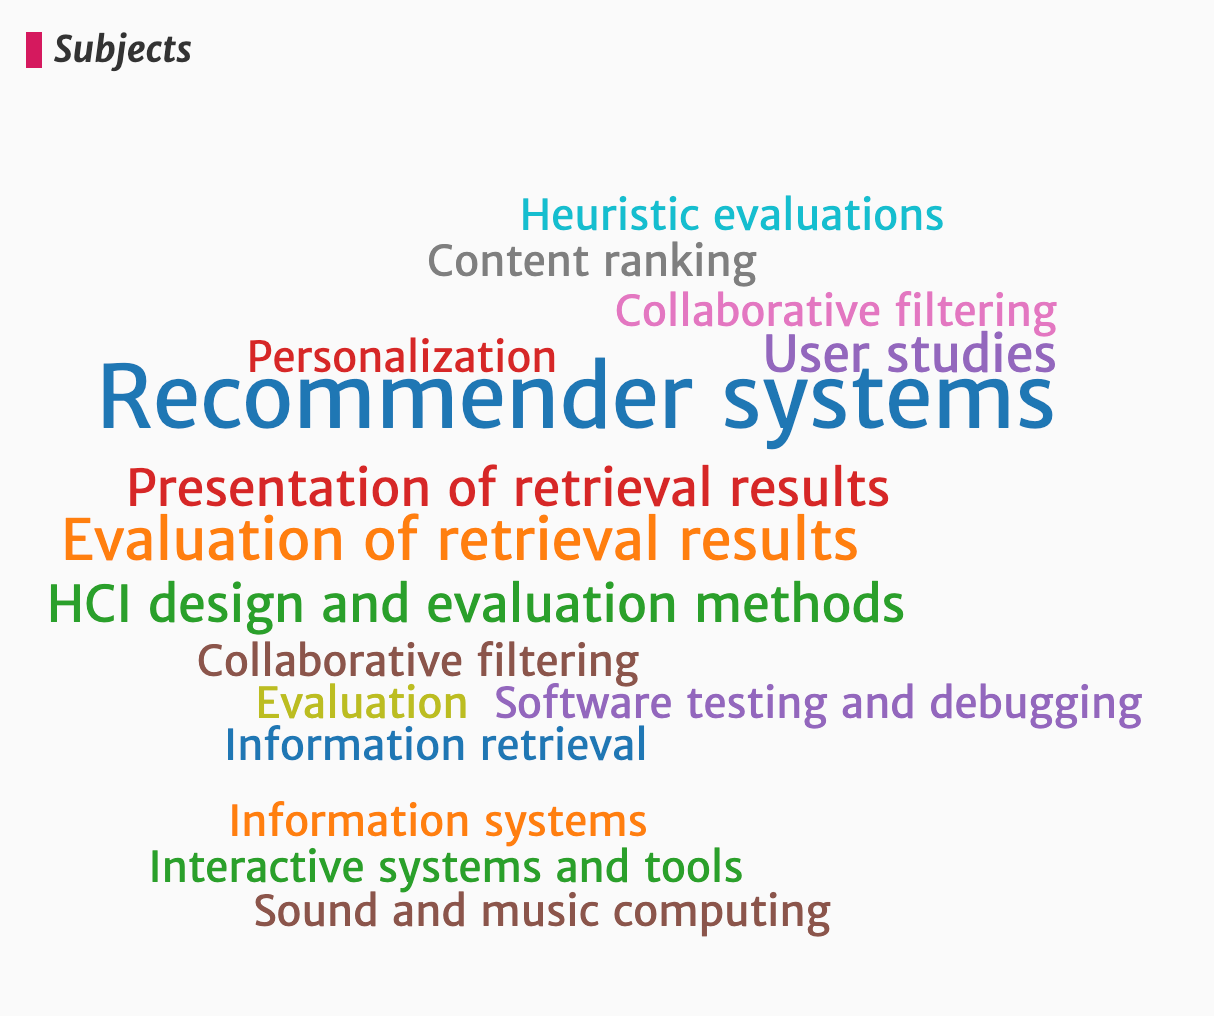 Subjects
Heuristic evaluations
Content ranking
Collaborative filtering
Personalization
User studies
Recommender systems
Presentation of retrieval results
Evaluation of retrieval results
HCI design and evaluation methods
Collaborative filtering
Evaluation Software testing and debugging
Information retrieval
Information systems
Interactive systems and tools
Sound and music computing